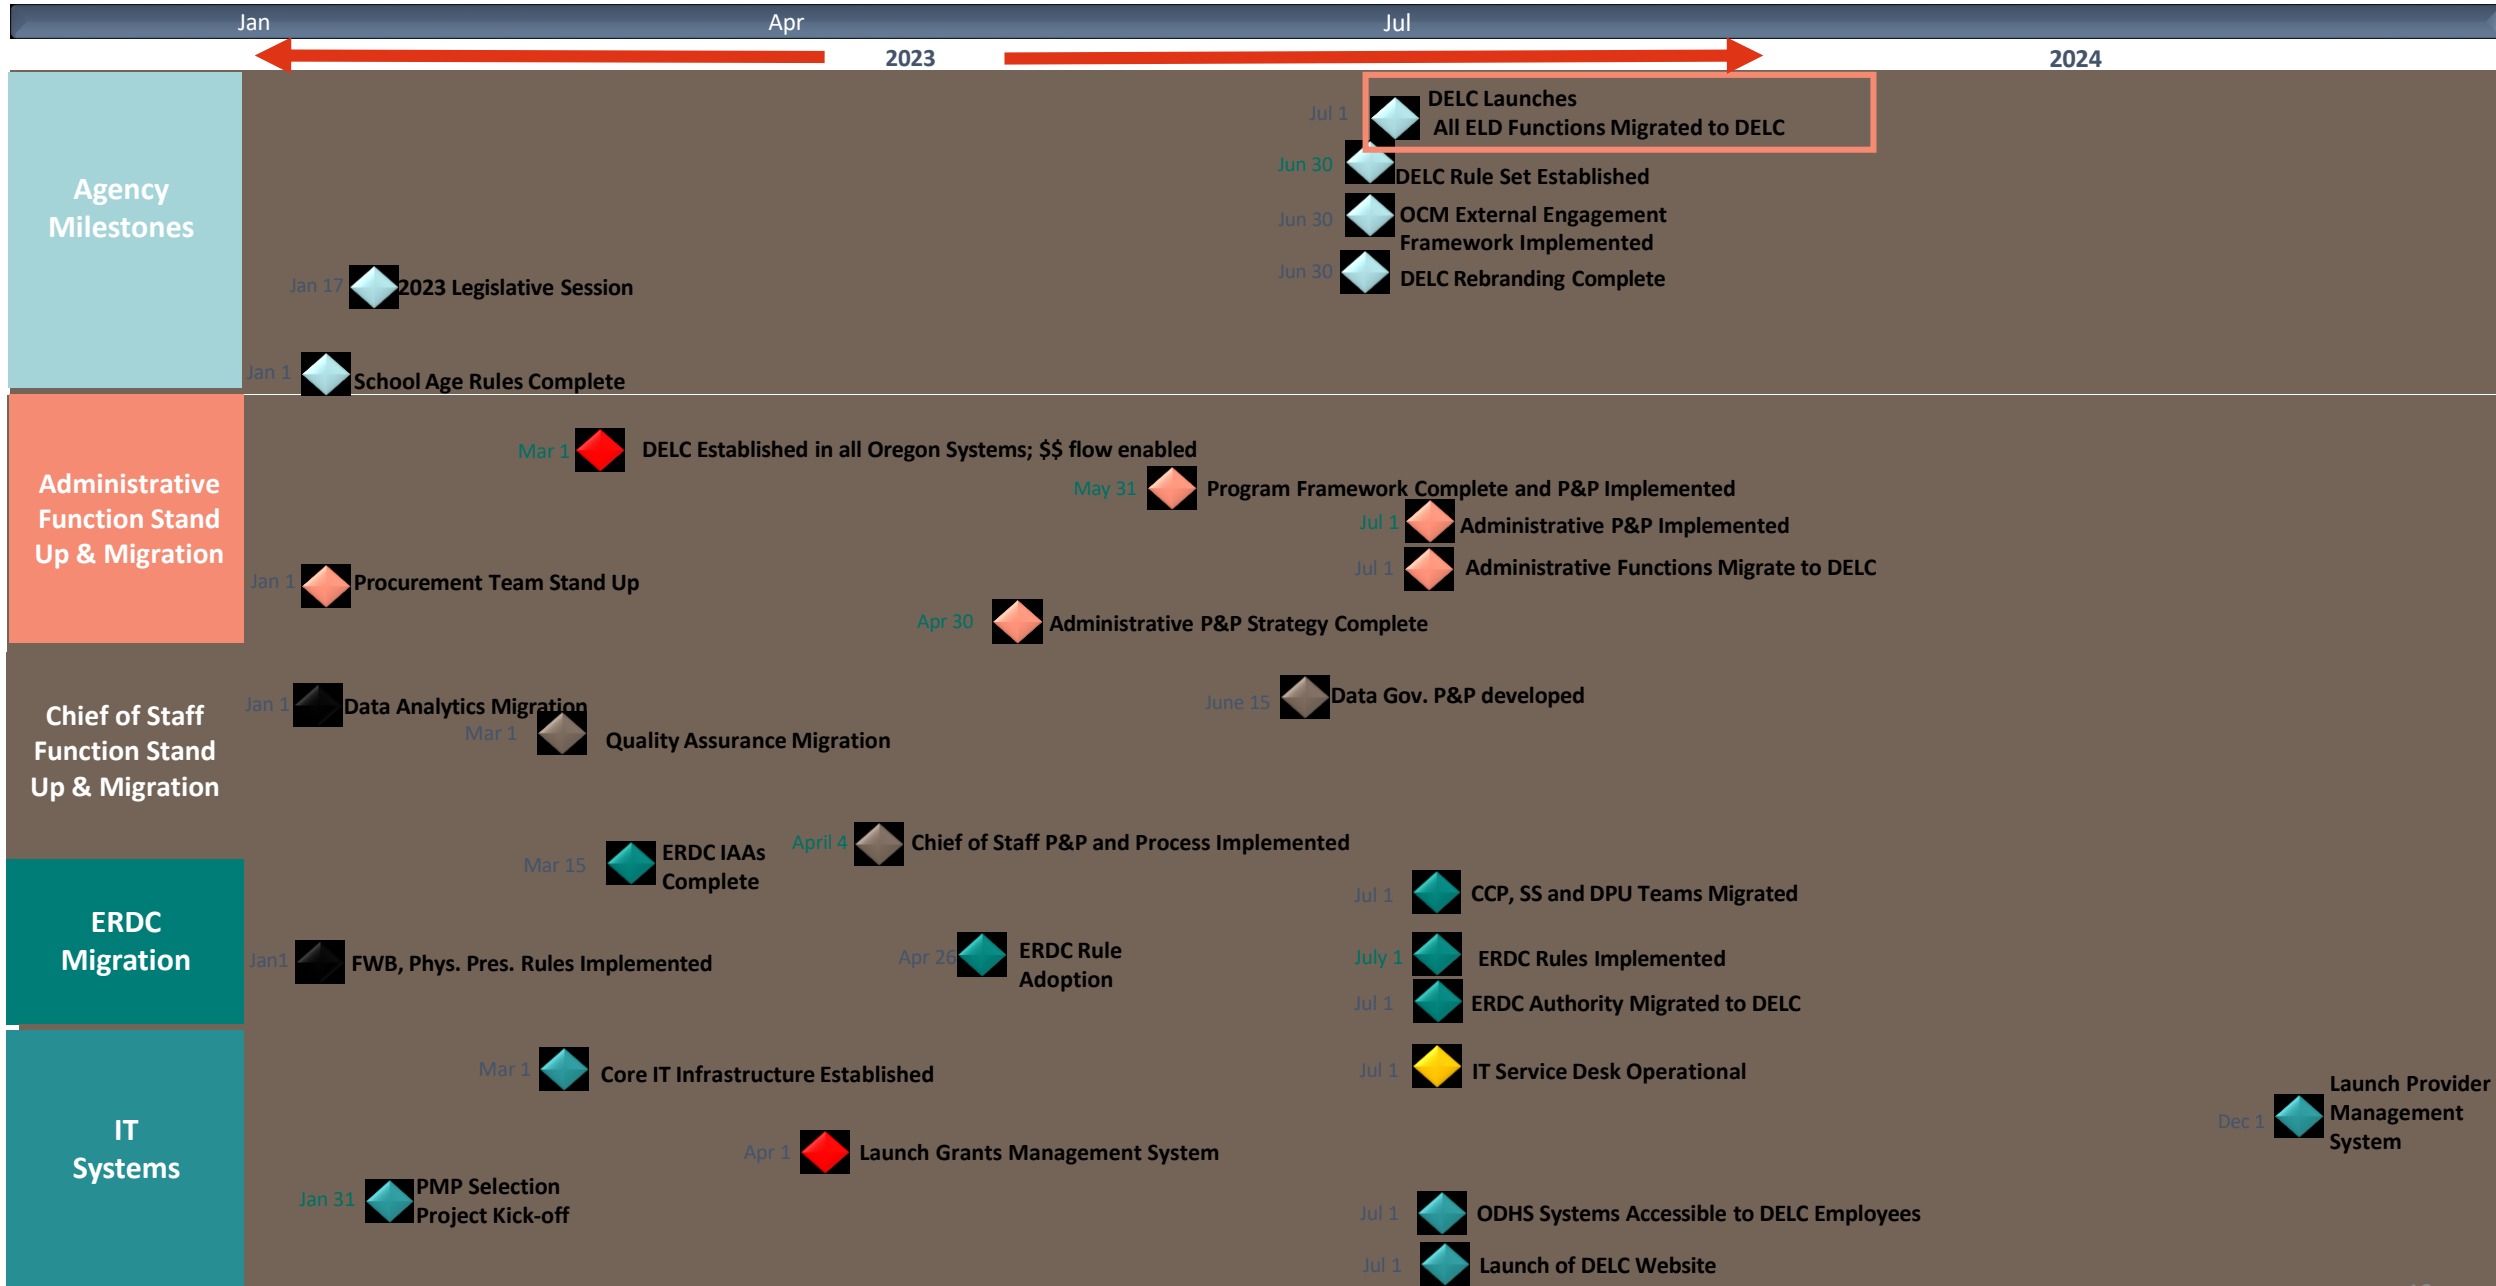 Jan
Apr
Jul
2023
2024
Agency
Milestones
Jul 1
DELC Launches
All ELD Functions Migrated to DELC
Jun 30
DELC Rule Set Established
Jun 30
OCM External Engagement
Framework Implemented
Jun 30
DELC Rebranding Complete
Jan 17
2023 Legislative Session
Jan 1
School Age Rules Complete
Administrative
Function Stand
Up & Migration
Mar 1
DELC Established in all Oregon Systems; $$ flow enabled
May 31
Program Framework Complete and P&P Implemented
Jul 1
Administrative P&P Implemented
Jul 1
Administrative Functions Migrate to DELC
Jan 1
Procurement Team Stand Up
Apr 30
Administrative P&P Strategy Complete
Chief of Staff
Function Stand
Up & Migration
Jan 1
Data Analytics Migration
June 15
Data Gov. P&P developed
Mar 1
Quality Assurance Migration
April 4
Chief of Staff P&P and Process Implemented
ERDC
Migration
Mar 15
ERDC IAAs
Complete
Jul 1
CCP, SS and DPU Teams Migrated
Jan1
FWB, Phys. Pres. Rules Implemented
Apr 26
ERDC Rule
Adoption
July 1
ERDC Rules Implemented
Jul 1
ERDC Authority Migrated to DELC
IT
Systems
Mar 1
Core IT Infrastructure Established
Jul 1
IT Service Desk Operational
Dec 1
Launch Provider
Management
System
Apr 1
Launch Grants Management System
Jan 31
PMP Selection
Project Kick-off
Jul 1
ODHS Systems Accessible to DELC Employees
Jul 1
Launch of DELC Website